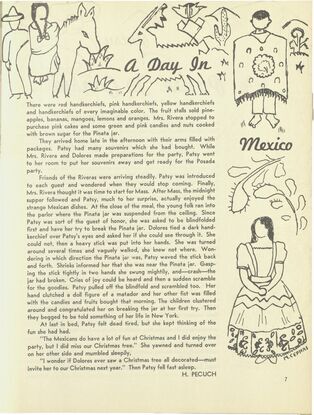 A Day In
Mexico
There were red handkerchiefs, pink handkerchiefs, yellow handkerchiefs
and handkerchiefs of every imaginable color. The fruit stalls sold pine-
apples, bananas, mangoes, lemons or oranges. Mrs. Rivera stopped to
purchase pink cakes and some green and pink candies and nuts cooked
with brown sugar for the Pinata jar.
They arrived home late in the afternoon with their arms filled with
packages. Patsy had many souvenirs which she had bought. While
Mrs. Rivera and Dolores made preparations for the party, Patsy went
to her room to put her souvenirs away and get ready for the Posada
party.
Friends of the Riveras were arriving steadily. Patsy was introduced
to each guest and wondered when they would stop coming. Finally,
Mrs. Rivera thought it was time to start for Mass. After Mass, the midnight
supper followed and Patsy, much to her surprise, actually enjoyed the
strange Mexican dishes. At the close of the meal, the young folk ran into
the parlor where the Pinata jar was suspended from the ceiling. Since
Patsy was sort of the guest of honor, she was asked to be blindfolded
first and have her try to break the Pinata jar. Dolores tied a dark hand-
kerchief over Patsy's eyes and asked her if she could see through it. She
could not, then a heavy stick was put into her hands. She was turned
around several times and vaguely walked, she knew not where. Won-
dering in which direction the Pinata jar was, Patsy waved the stick back
and forth. Shrieks informed her that she was near the Pinata jar. Grasp-
ing the stick tightly in two hands she swung mightily, and—crash—the
jar had broken. Cries of joy could be heard and then a sudden scramble
for the goodies. Patsy pulled off the blindfold and scrambled too. Her
hand clutched a doll figure of a matador and her other fist was filled
with the candies and fruits bought that morning. The children clustered
around and congratulated her on breaking the jar at her first try. Then
they begged to be told something of her life in New York.
At last in bed, Patsy felt dead tired, but she kept thinking of the
fun she had had.
"The Mexicans do have a lot of fun at Christmas and I did enjoy the
party, but I did miss our Christmas tree." She yawned and turned over
on her other side and mumbled sleepily,
"I wonder if Dolores ever saw a Christmas tree all decorated—must
invite her to our Christmas next year." Then Patsy fell fast asleep.
H. PECUCH
7